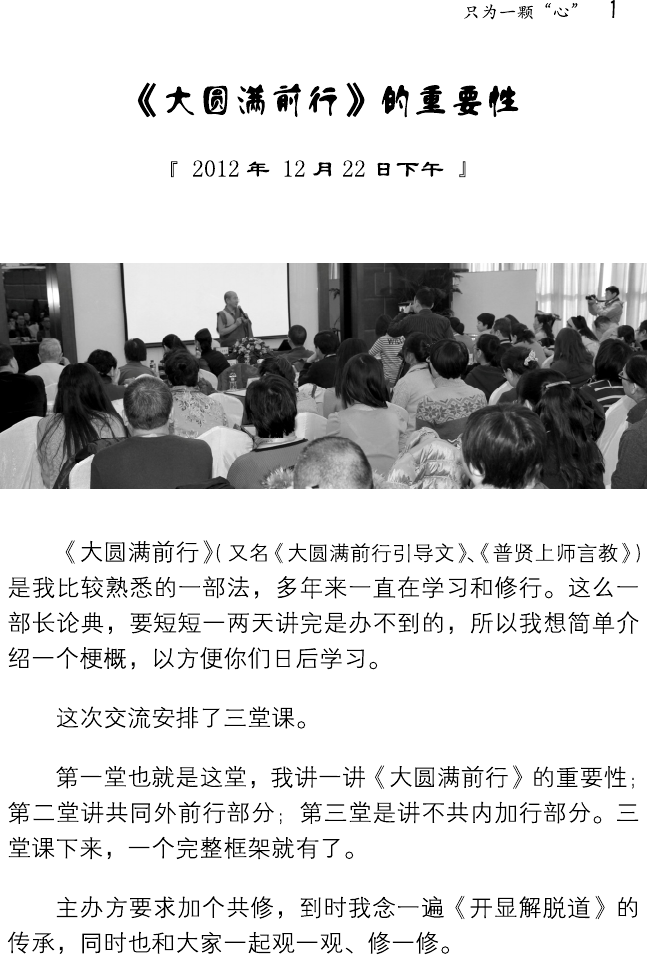 只为一颗“心” 1
《大圆满前行》的重要性
『 2012 年 12 月 22 日下午 』
《大圆满前行》(又名《大圆满前行引导文》、《普贤上师言教》)
是我比较熟悉的一部法，多年来一直在学习和修行。这么一
部长论典，要短短一两天讲完是办不到的，所以我想简单介
绍一个梗概，以方便你们日后学习。
这次交流安排了三堂课。
第一堂也就是这堂，我讲一讲《大圆满前行》的重要性；
第二堂讲共同外前行部分；第三堂是讲不共内加行部分。三
堂课下来，一个完整框架就有了。
主办方要求加个共修，到时我念一遍《开显解脱道》的
传承，同时也和大家一起观一观、修一修。